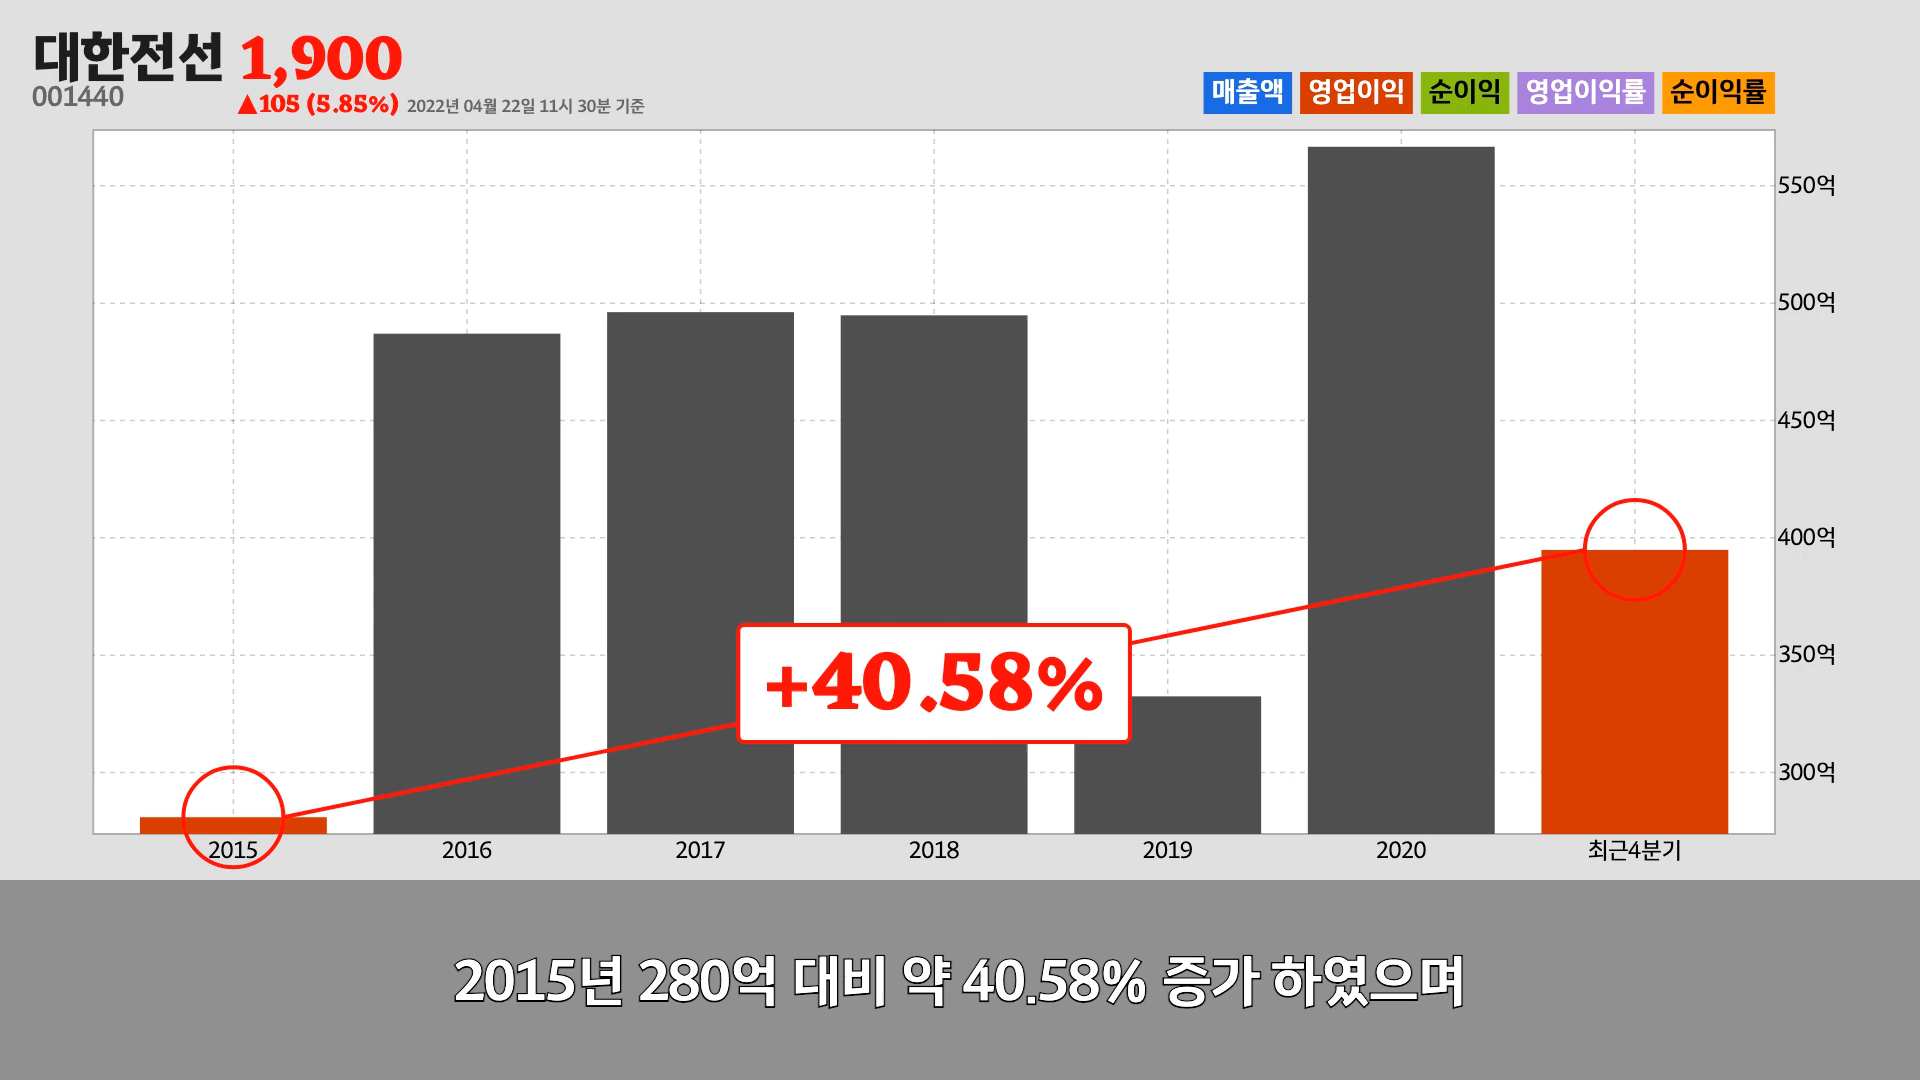 대한전선 1,900
001440
▲105 (5.85%) 2022년 04월 22일 11시 30분 기준
매출액 영업이익 순이익 영업이익률 순이익률
550억
500억
450억
400억
350억
300억
+40.58%
2015 2016 2017 2018 2019 2020 최근4분기
2015년 280억 대비 약 40.58% 증가 하였으며